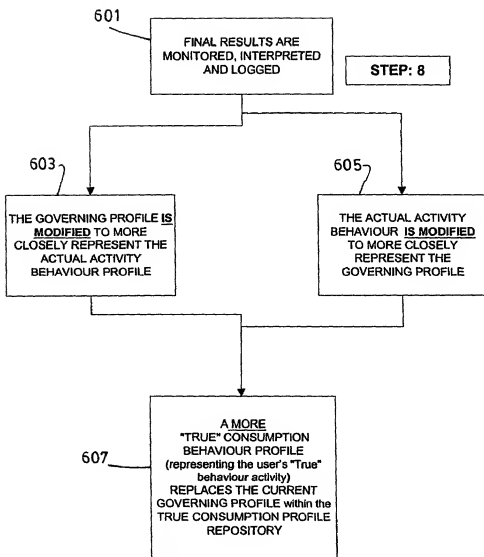 601
FINAL RESULTS ARE
MONITORED, INTERPRETED
AND LOGGED
STEP: 8
603
605
THE GOVERNING PROFILE IS
MODIFIED TO MORE
CLOSELY REPRESENT THE
ACTUAL ACTIVITY
BEHAVIOUR PROFILE
THE ACTUAL ACTIVITY
BEHAVIOUR IS MODIFIED
TO MORE CLOSELY
REPRESENT THE
GOVERNING PROFILE
607
A MORE
"TRUE" CONSUMPTION
BEHAVIOUR PROFILE
(representing the user's "True"
behaviour activity)
REPLACES THE CURRENT
GOVERNING PROFILE within the
TRUE CONSUMPTION PROFILE
REPOSITORY